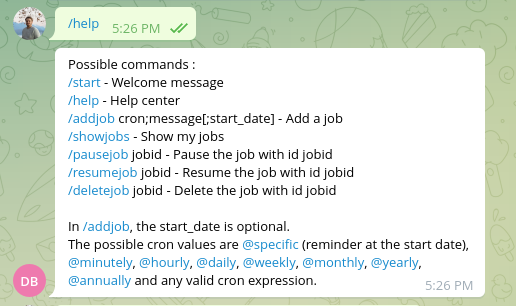 /help 5:26 PM
Possible commands :
/start - Welcome message
/help - Help center
/addjob cron;message[;start_date] - Add a job
/showjobs - Show my jobs
/pausejob jobid - Pause the job with id jobid
/resumejob jobid - Resume the job with id jobid
/deletejob jobid - Delete the job with id jobid
In /addjob, the start_date is optional.
The possible cron values are @specific (reminder at the start date),
@minutely, @hourly, @daily, @weekly, @monthly, @yearly,
@annually and any valid cron expression.
DB
5:26 PM